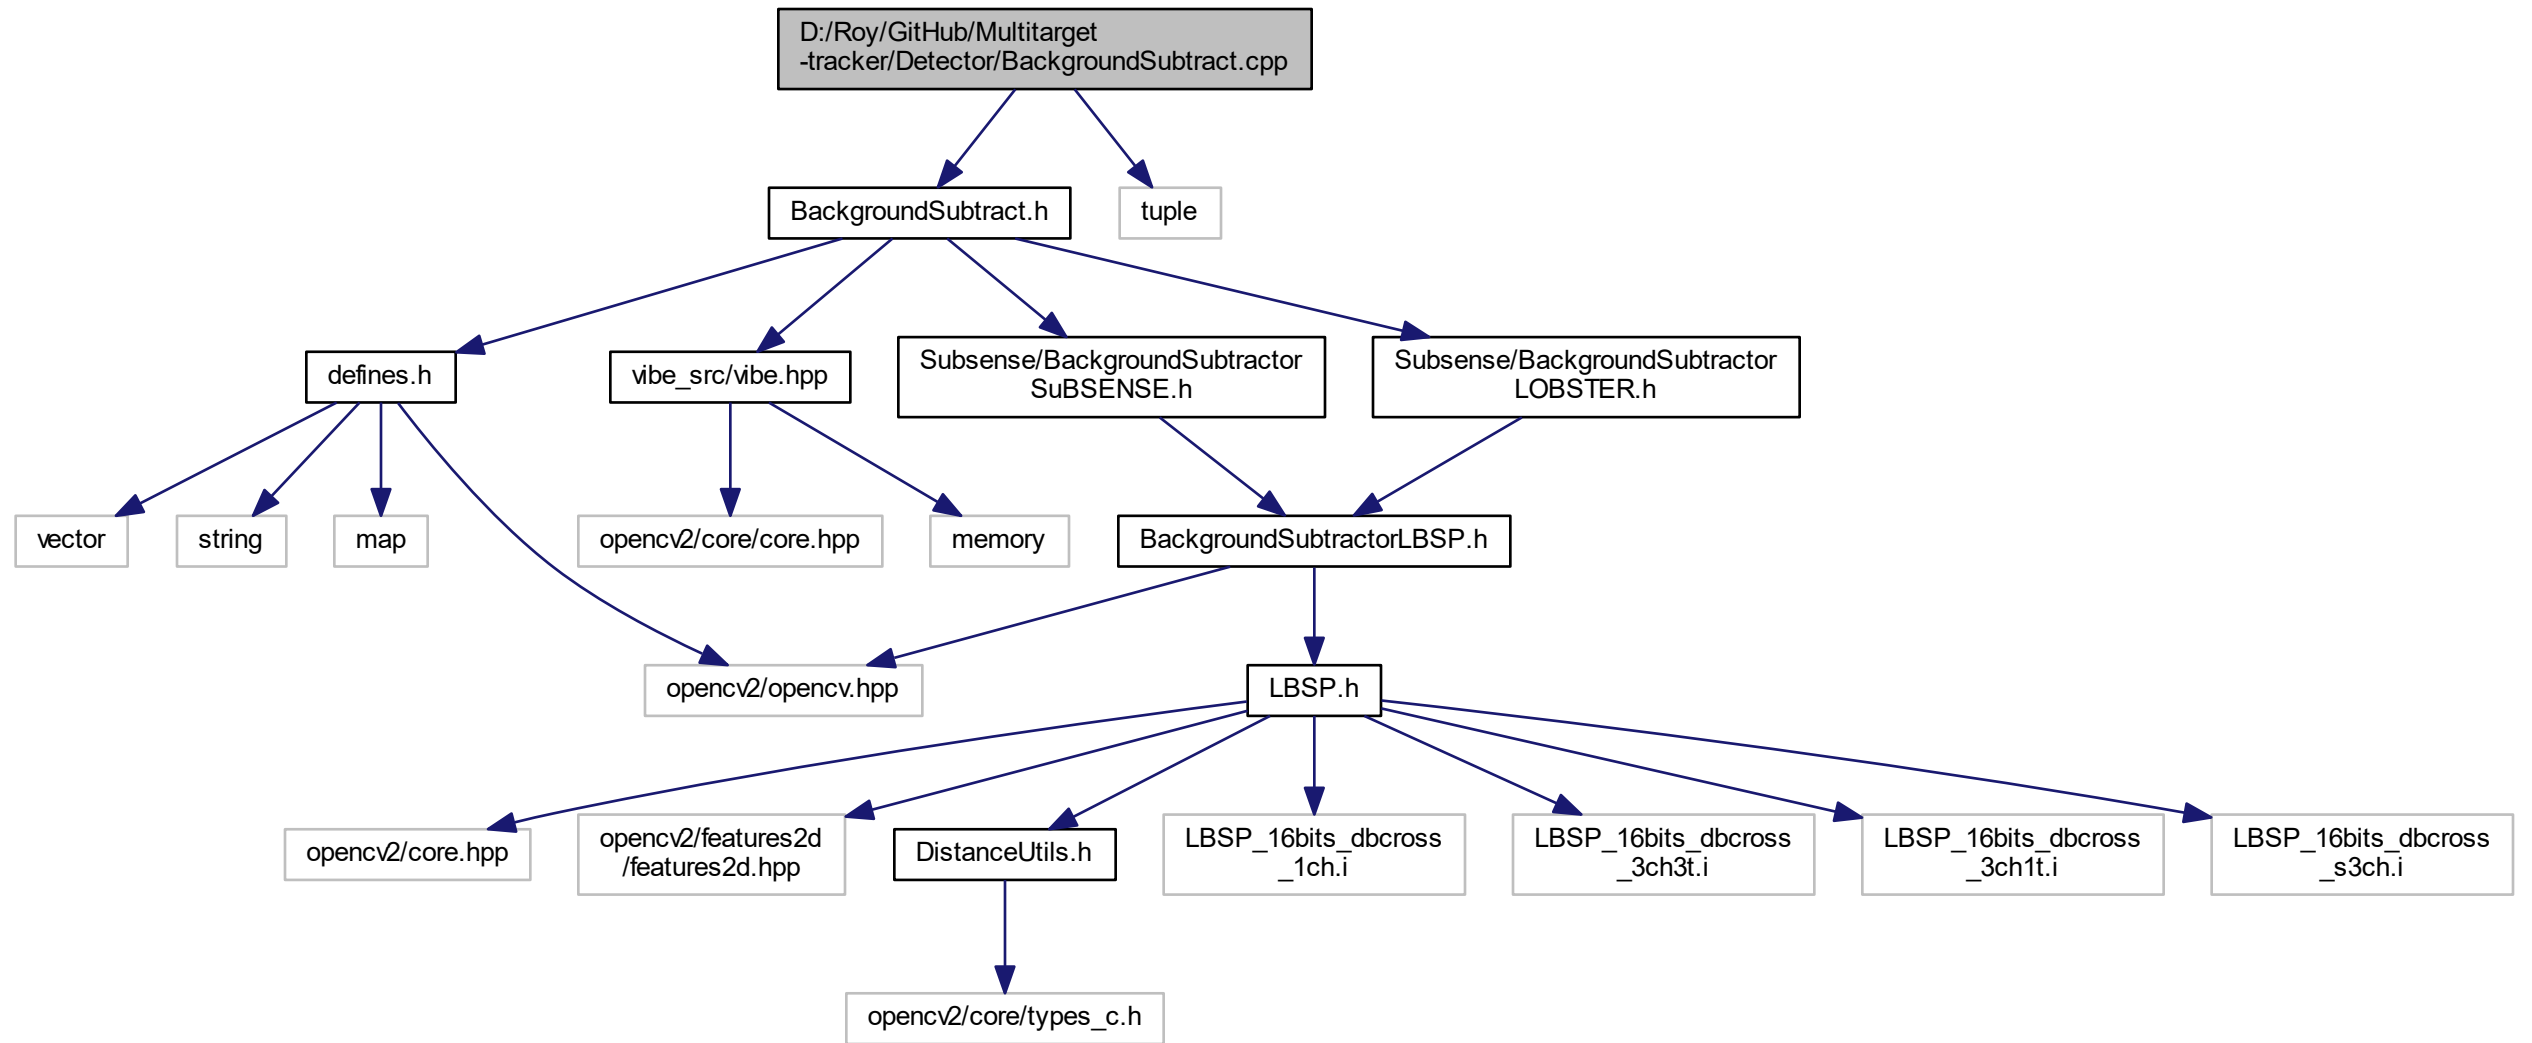 D:/Roy/GitHub/Multitarget
-tracker/Detector/BackgroundSubtract.cpp
BackgroundSubtract.h
tuple
defines.h
vibe_src/vibe.hpp
Subsense/BackgroundSubtractor
SuBSENSE.h
Subsense/BackgroundSubtractor
LOBSTER.h
vector
string
map
opencv2/core/core.hpp
memory
BackgroundSubtractorLBSP.h
opencv2/opencv.hpp
LBSP.h
opencv2/core.hpp
opencv2/features2d
/features2d.hpp
DistanceUtils.h
LBSP_16bits_dbcross
_1ch.i
LBSP_16bits_dbcross
_3ch3t.i
LBSP_16bits_dbcross
_3ch1t.i
LBSP_16bits_dbcross
_s3ch.i
opencv2/core/types_c.h